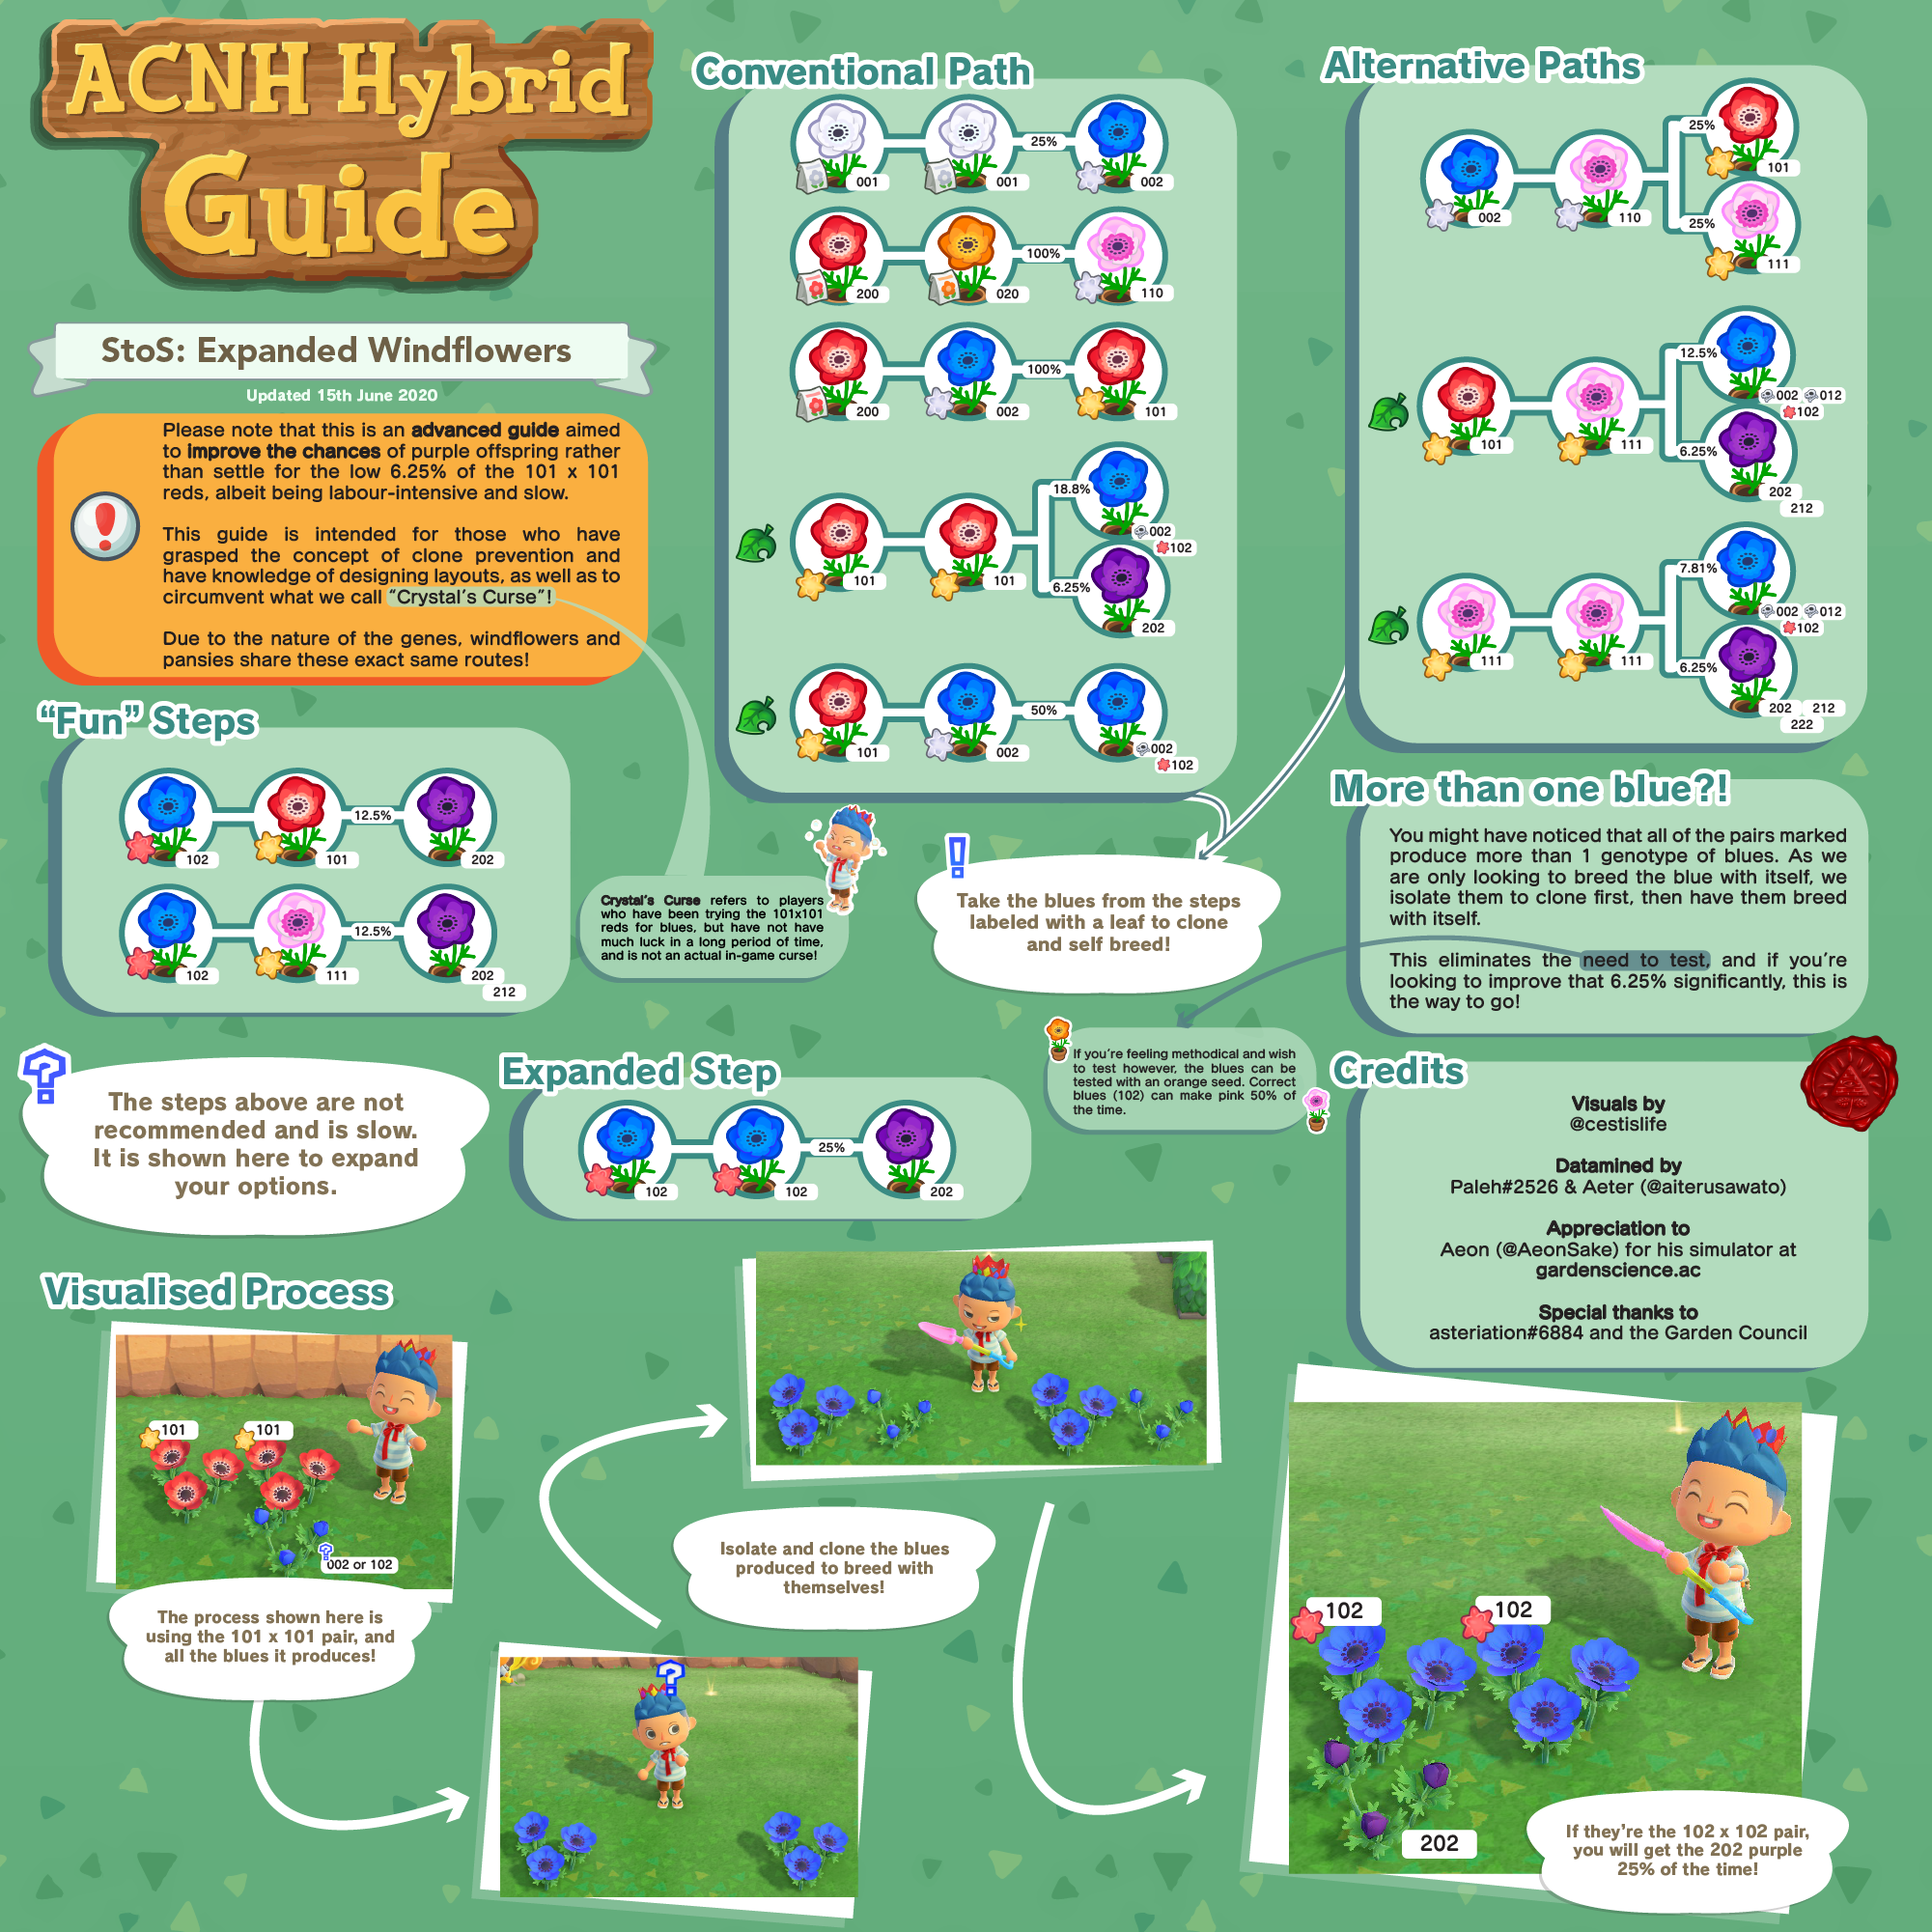 ACNH Hybrid
Guide
StoS: Expanded Windflowers
Updated 15th June 2020
Please note that this is an advanced guide aimed
to improve the chances of purple offspring rather
than settle for the low 6.25% of the 101 x 101
reds, albeit being labour-intensive and slow.
This guide is intended for those who have
grasped the concept of clone prevention and
have knowledge of designing layouts, as well as to
circumvent what we call “Crystal’s Curse”!
Due to the nature of the genes, windflowers and
pansies share these exact same routes!
“Fun” Steps
102
101
12.5%
202
102
111
12.5%
202
212
The steps above are not
recommended and is slow.
It is shown here to expand
your options.
Conventional Path
001
001
25%
002
200
020
100%
110
200
002
100%
101
101
101
18.8%
002
102
6.25%
202
101
002
50%
002
102
Crystal’s Curse refers to players
who have been trying the 101x101
reds for blues, but have not have
much luck in a long period of time,
and is not an actual in-game curse!
Take the blues from the steps
labeled with a leaf to clone
and self breed!
Alternative Paths
002
110
25%
101
25%
111
101
111
12.5%
002 012
102
6.25%
202
212
111
111
7.81%
002 012
102
6.25%
202 212
222
More than one blue?!
You might have noticed that all of the pairs marked
produce more than 1 genotype of blues. As we
are only looking to breed the blue with itself, we
isolate them to clone first, then have them breed
with itself.
This eliminates the need to test, and if you’re
looking to improve that 6.25% significantly, this is
the way to go!
If you’re feeling methodical and wish
to test however, the blues can be
tested with an orange seed. Correct
blues (102) can make pink 50% of
the time.
Expanded Step
102
102
25%
202
Credits
Visuals by
@cestislife
Datamined by
Paleh#2526 & Aeter (@aiterusawato)
Appreciation to
Aeon (@AeonSake) for his simulator at
gardenscience.ac
Special thanks to
asteriation#6884 and the Garden Council
Visualised Process
101
101
002 or 102
The process shown here is
using the 101 x 101 pair, and
all the blues it produces!
Isolate and clone the blues
produced to breed with
themselves!
102
102
202
If they’re the 102 x 102 pair,
you will get the 202 purple
25% of the time!